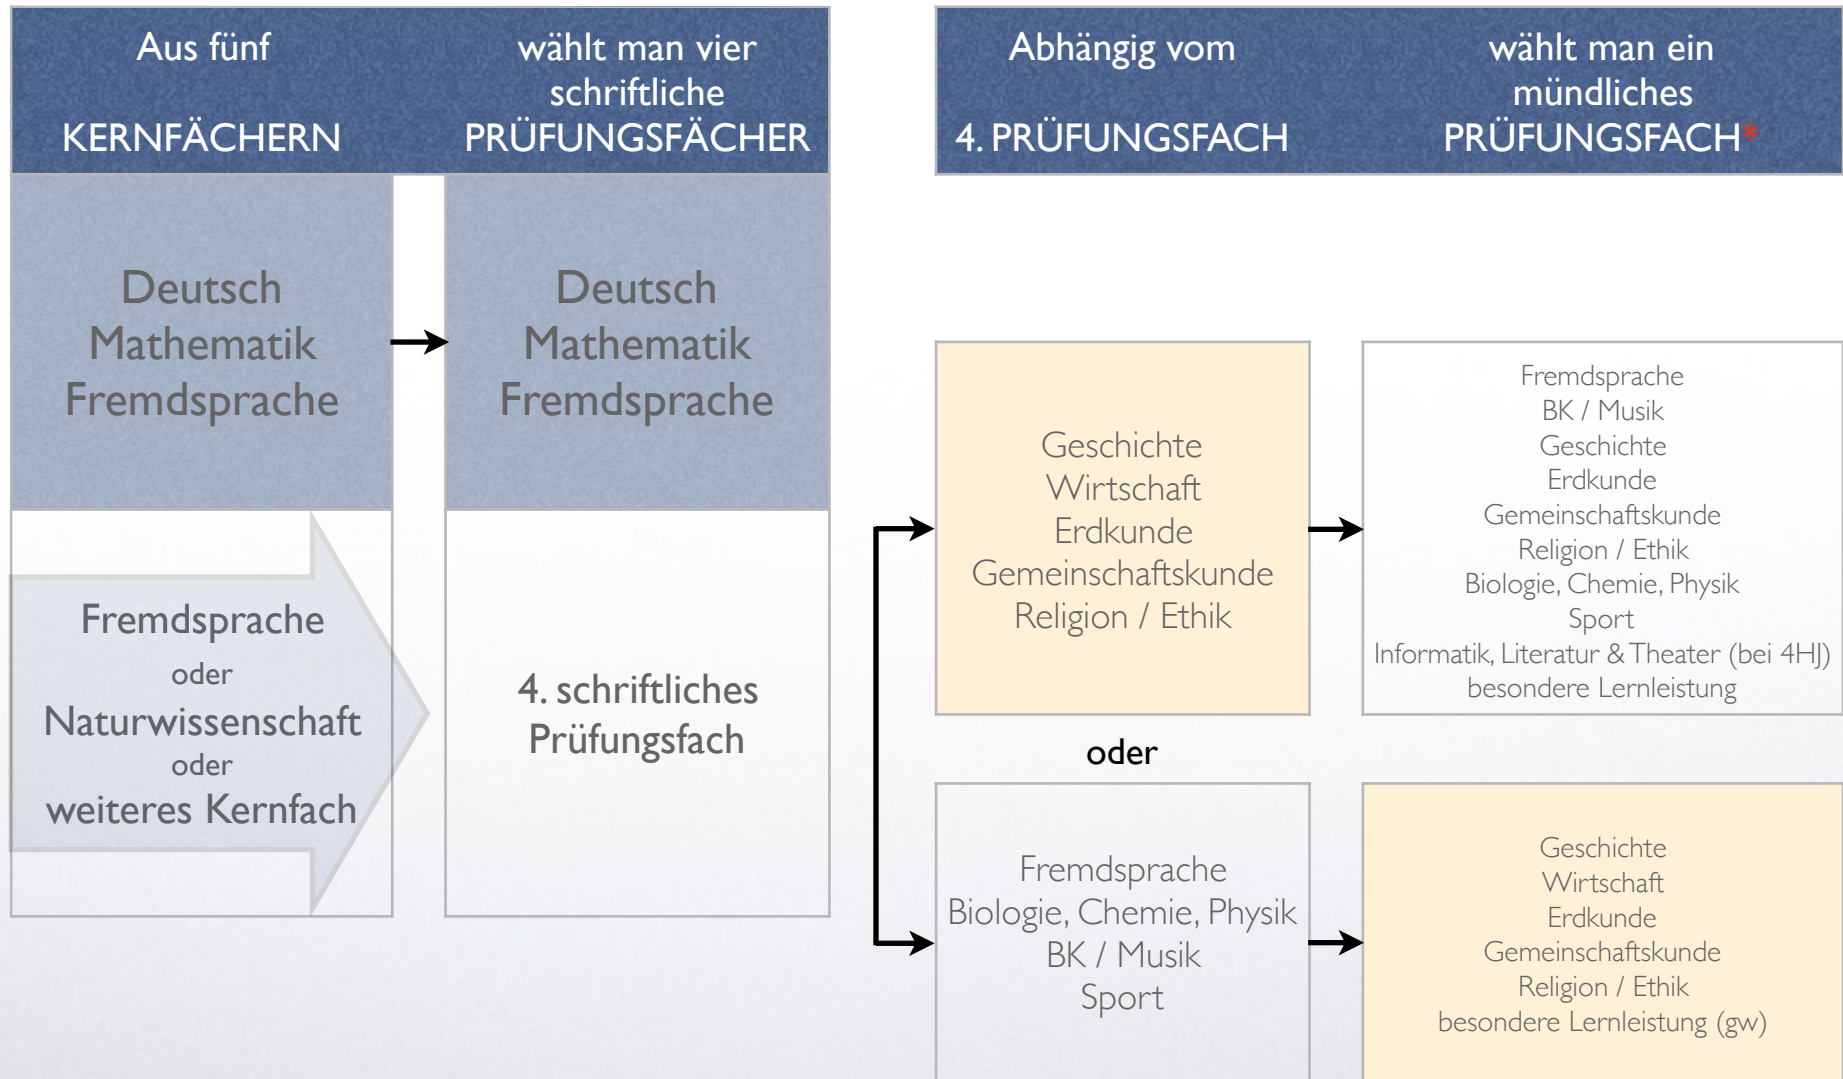 Aus fünf
KERNFÄCHERN
wählt man vier
schriftliche
PRÜFUNGSFÄCHER
Abhängig vom
4. PRÜFUNGSFACH
wählt man ein
mündliches
PRÜFUNGSFACH*
Deutsch
Mathematik
Fremdsprache
Deutsch
Mathematik
Fremdsprache
Fremdsprache
oder
Naturwissenschaft
oder
weiteres Kernfach
4. schriftliches
Prüfungsfach
Geschichte
Wirtschaft
Erdkunde
Gemeinschaftskunde
Religion / Ethik
Fremdsprache
BK / Musik
Geschichte
Erdkunde
Gemeinschaftskunde
Religion / Ethik
Biologie, Chemie, Physik
Sport
Informatik, Literatur & Theater (bei 4HJ)
besondere Lernleistung
oder
Fremdsprache
Biologie, Chemie, Physik
BK / Musik
Sport
Geschichte
Wirtschaft
Erdkunde
Gemeinschaftskunde
Religion / Ethik
besondere Lernleistung (gw)